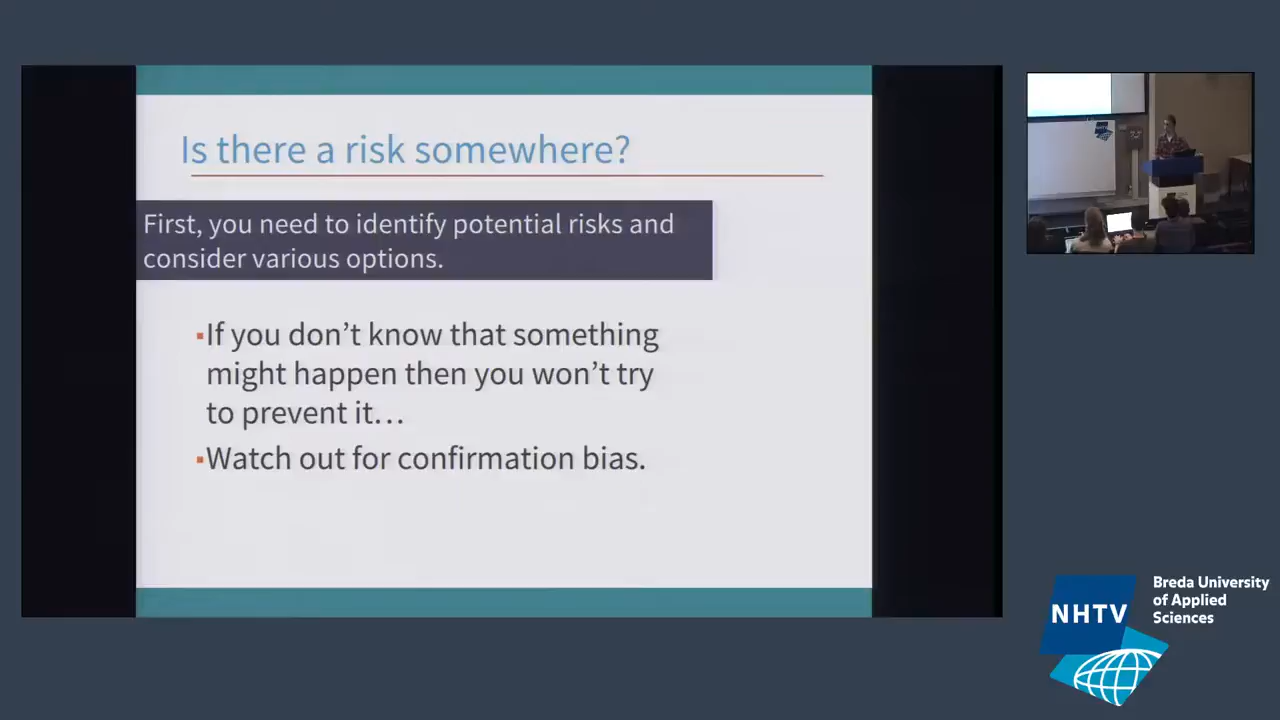 Is there a risk somewhere?
First, you need to identify potential risks and
consider various options.
▪If you don’t know that something
might happen then you won’t try
to prevent it…
▪Watch out for confirmation bias.
NHTV
Breda University
of Applied
Sciences